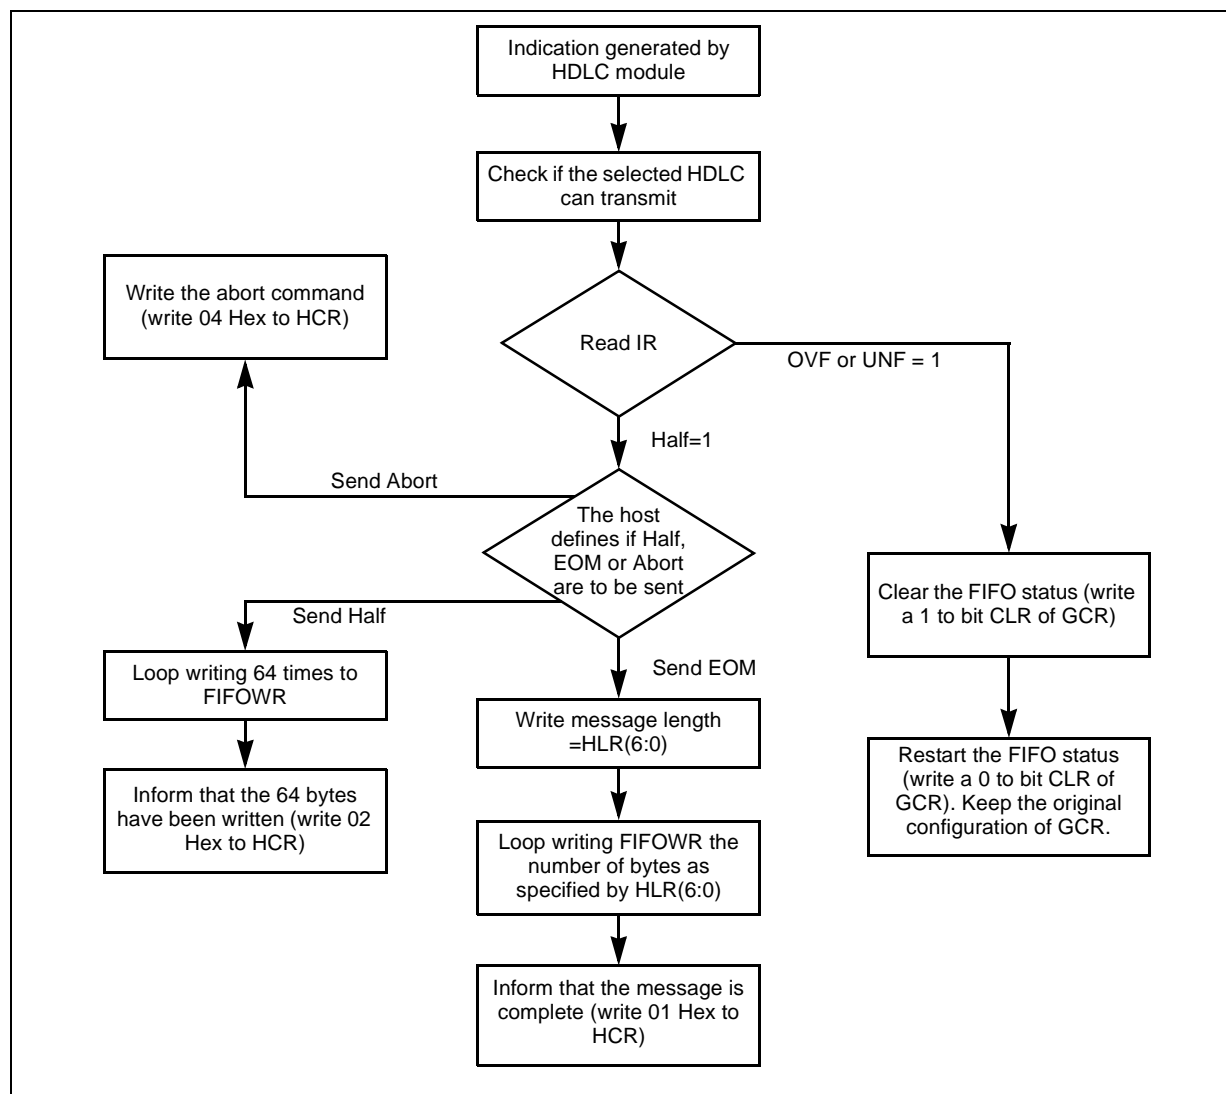 Indication generated by
HDLC module
Check if the selected HDLC
can transmit
Write the abort command
(write 04 Hex to HCR)
Read IR
OVF or UNF = 1
Half=1
Send Abort
The host
defines if Half,
EOM or Abort
are to be sent
Clear the FIFO status (write
a 1 to bit CLR of GCR)
Send Half
Loop writing 64 times to
FIFOWR
Send EOM
Write message length
=HLR(6:0)
Restart the FIFO status
(write a 0 to bit CLR of
GCR). Keep the original
configuration of GCR.
Inform that the 64 bytes
have been written (write 02
Hex to HCR)
Loop writing FIFOWR the
number of bytes as
specified by HLR(6:0)
Inform that the message is
complete (write 01 Hex to
HCR)